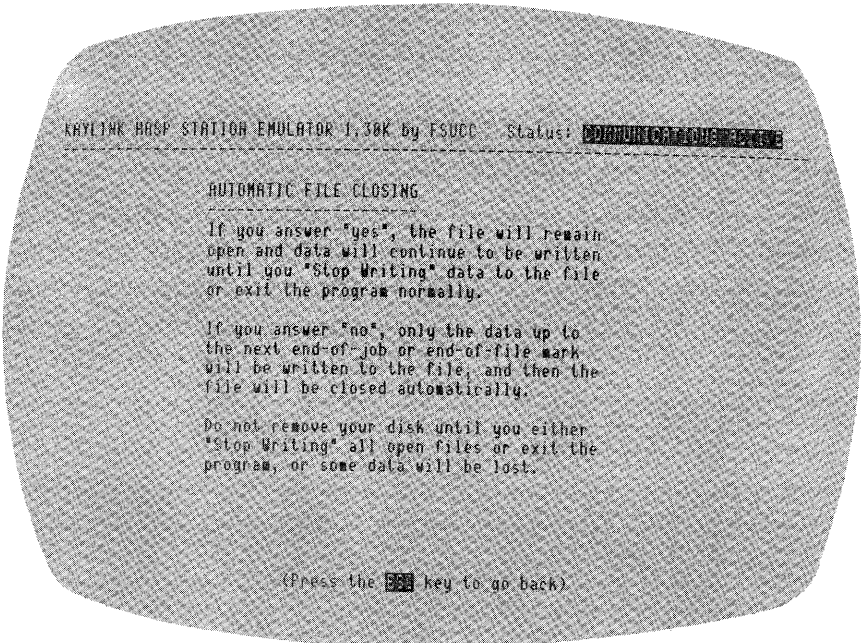 KAYLINK HASP STATION EMULATOR 1.30K by FSUCC Status: COMMUNICATIONS ACTIVE
AUTOMATIC FILE CLOSING
If you answer "yes", the file will remain
open and data will continue to be written
until you "Stop Writing" data to the file
or exit the program normally.
If you answer "no", only the data up to
the next end-of-job or end-of-file mark
will be written to the file, and then the
file will be closed automatically.
Do not remove your disk until you either
"Stop Writing" all open files or exit the
program, or some data will be lost.
(Press the ESC key to go back)